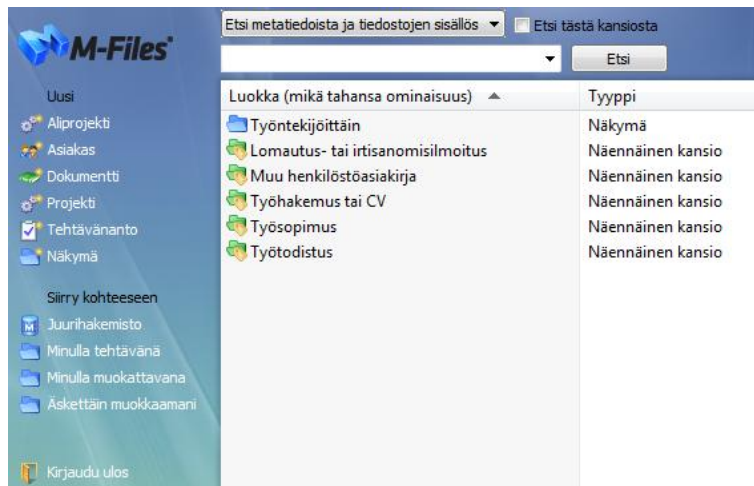 M-Files
Etsi metatiedoista ja tiedostojen sisällös
Etsi tästä kansiosta
Etsi
Uusi
Aliprojekti
Asiakas
Dokumentti
Projekti
Tehtävänanto
Näkymä
Siirry kohteeseen
Juurihakemisto
Minulla tehtävänä
Minulla muokattavana
Äskettäin muokkaamani
Kirjaudu ulos
Luokka (mikä tahansa ominaisuus) Tyyppi
Työntekijöittäin Näkymä
Lomautus- tai irtisanomisilmoitus Näennäinen kansio
Muu henkilöstöasiakirja Näennäinen kansio
Työhakemus tai CV Näennäinen kansio
Työsopimus Näennäinen kansio
Työtodistus Näennäinen kansio